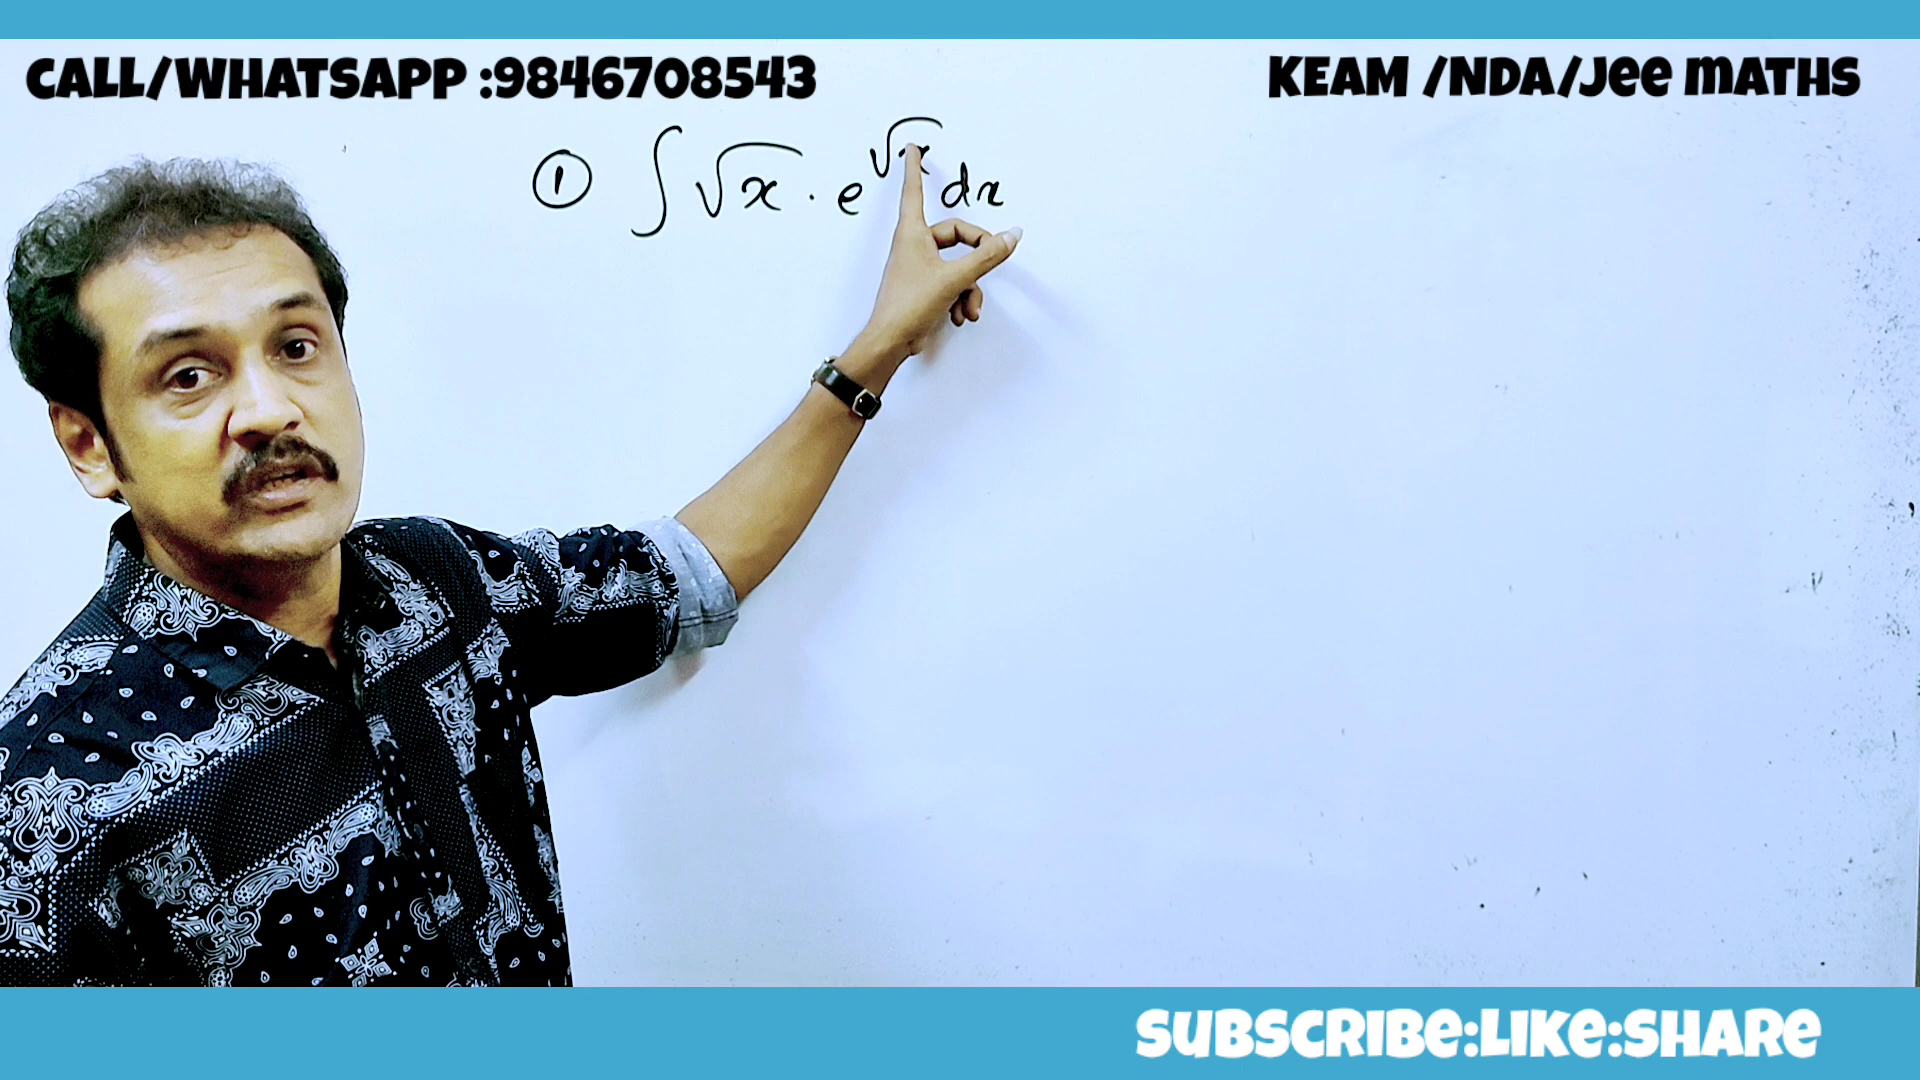 CALL/WHATSAPP :9846708543
KEAM /NDA/Jee maTHS
① ∫ √x · e^√x dx
SUBSCRIBe:LIKe:SHARe